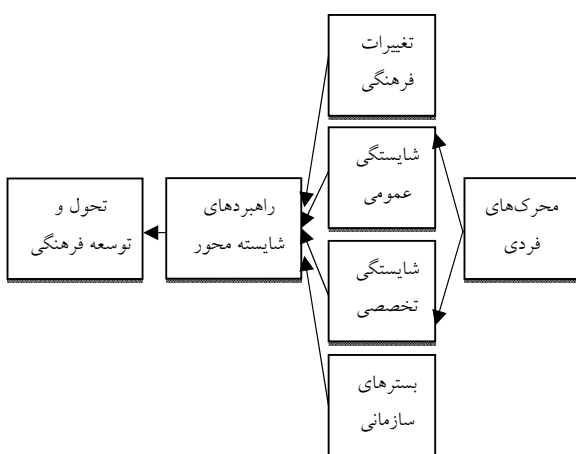 تغییرات
فرهنگی
شایستگی
عمومی
محرک‌های
فردی
راهبردهای
شایسته محور
تحول و
توسعه فرهنگی
شایستگی
تخصصی
بسترهای
سازمانی